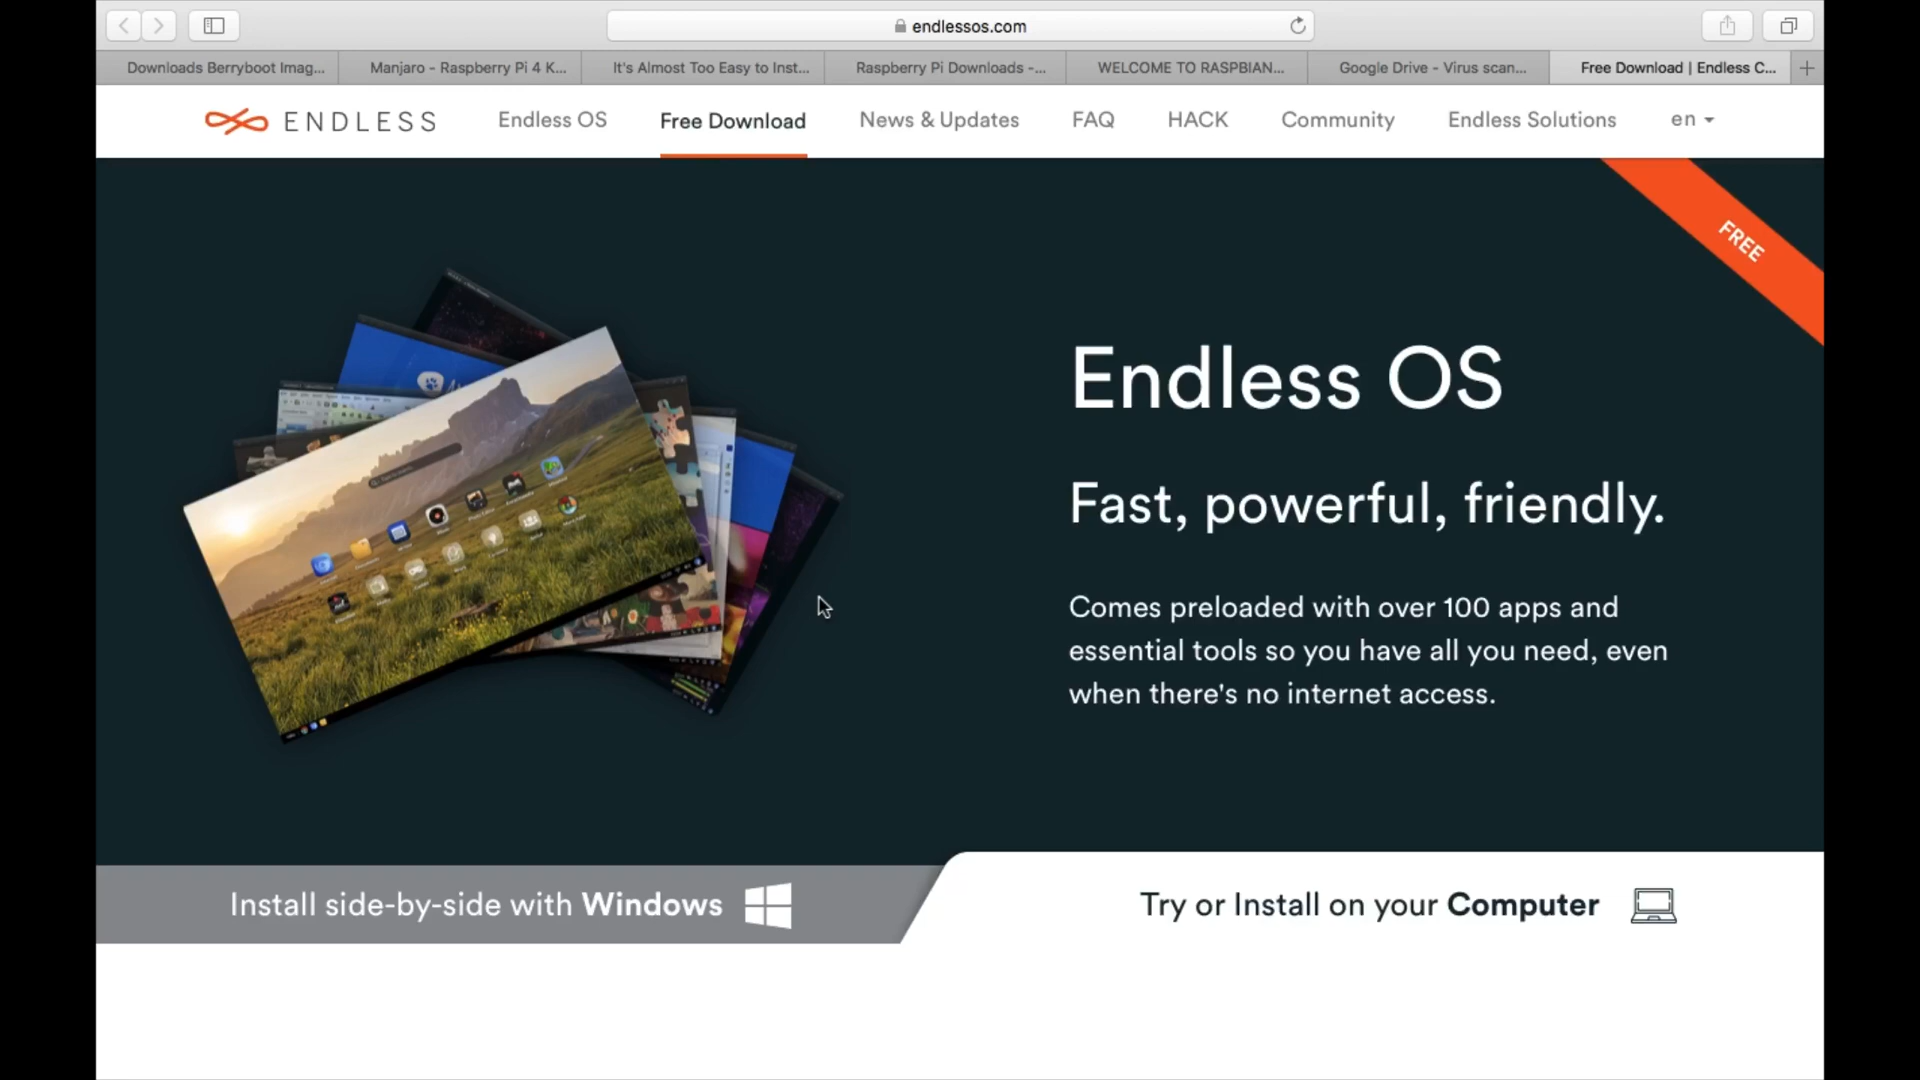 endlessos.com
Downloads Berryboot Imag...
Manjaro - Raspberry Pi 4 K...
It's Almost Too Easy to Inst...
Raspberry Pi Downloads -...
WELCOME TO RASPBIAN...
Google Drive - Virus scan...
Free Download | Endless C...
ENDLESS
Endless OS
Free Download
News & Updates
FAQ
HACK
Community
Endless Solutions
en
FREE
Endless OS
Fast, powerful, friendly.
Comes preloaded with over 100 apps and
essential tools so you have all you need, even
when there's no internet access.
Install side-by-side with Windows
Try or Install on your Computer